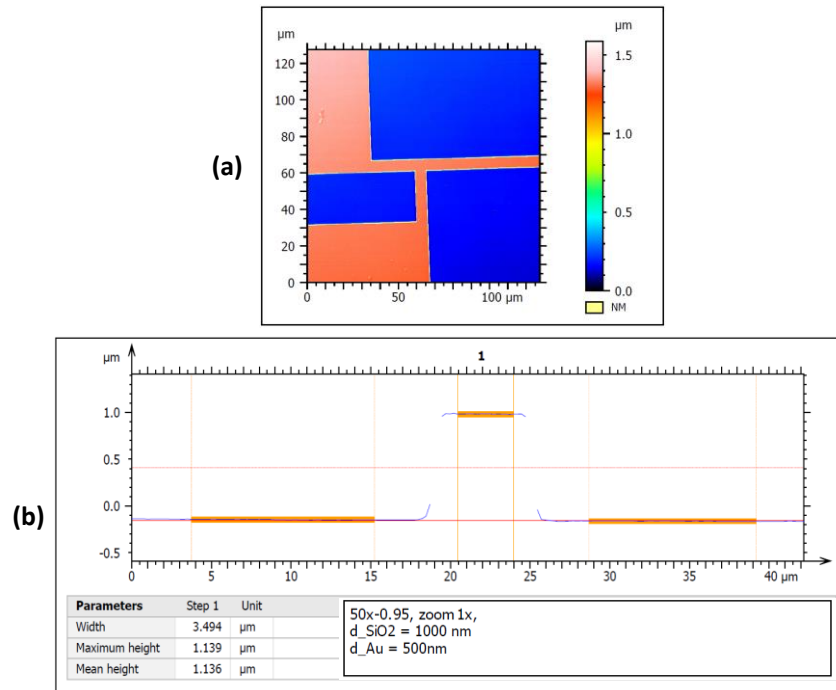 (a)
µm
µm
120
100
80
60
40
20
0
0 50 100 µm
1.5
1.0
0.5
0.0
NM
(b)
µm
1
1.0
0.5
0.0
-0.5
0 5 10 15 20 25 30 35 40 µm
Parameters Step 1 Unit
Width 3.494 µm
Maximum height 1.139 µm
Mean height 1.136 µm
50x-0.95, zoom 1x,
d_SiO2 = 1000 nm
d_Au = 500nm